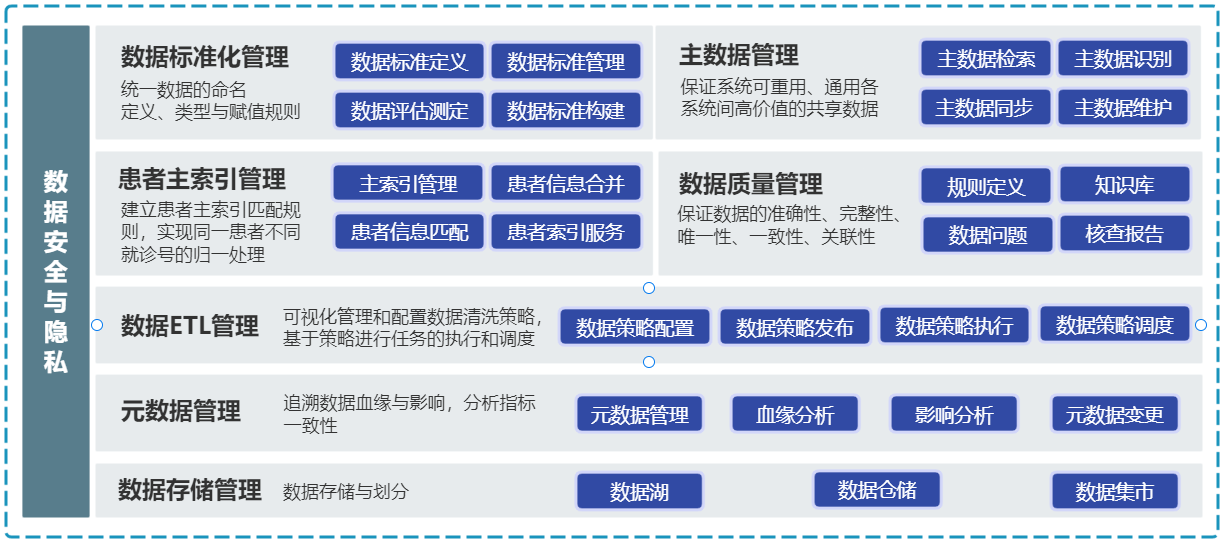 数据安全与隐私
数据标准化管理
统一数据的命名
定义、类型与赋值规则
数据标准定义
数据标准管理
数据评估测定
数据标准构建
主数据管理
保证系统可重用、通用各
系统间高价值的共享数据
主数据检索
主数据识别
主数据同步
主数据维护
患者主索引管理
建立患者主索引匹配规
则，实现同一患者不同
就诊号的归一处理
主索引管理
患者信息合并
患者信息匹配
患者索引服务
数据质量管理
保证数据的准确性、完整性、
唯一性、一致性、关联性
规则定义
知识库
数据问题
核查报告
数据ETL管理
可视化管理和配置数据清洗策略，
基于策略进行任务的执行和调度
数据策略配置
数据策略发布
数据策略执行
数据策略调度
元数据管理
追溯数据血缘与影响，分析指标
一致性
元数据管理
血缘分析
影响分析
元数据变更
数据存储管理
数据存储与划分
数据湖
数据仓储
数据集市